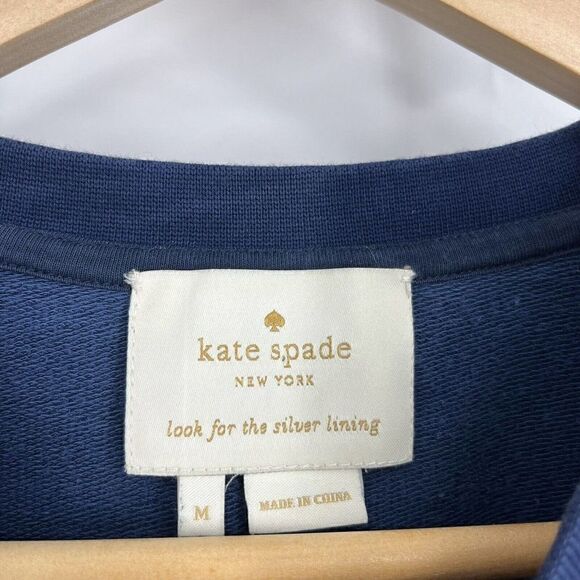 kate spade
NEW YORK
look for the silver lining
M
MADE IN CHINA